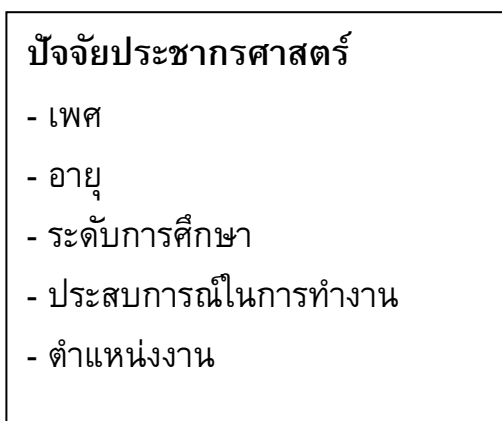 ปัจจัยประชากรศาสตร์
- เพศ
- อายุ
- ระดับการศึกษา
- ประสบการณ์ในการทำงาน
- ตำแหน่งงาน